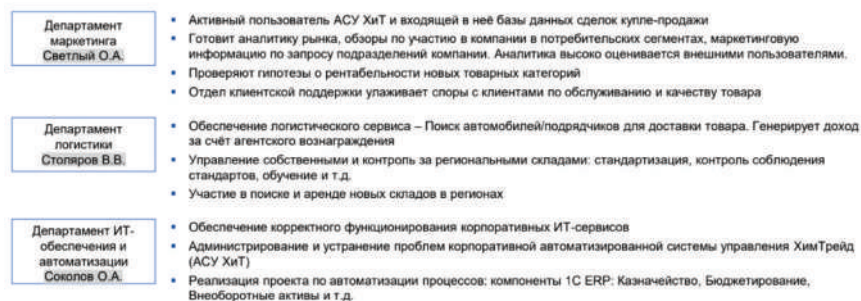 Департамент
маркетинга
Светлый О.А.
• Активный пользователь АСУ ХиТ и входящей в неё базы данных сделок купле-продажи
• Готовит аналитику рынка, обзоры по участию в компании в потребительских сегментах, маркетинговую
информацию по запросу подразделений компании. Аналитика высоко оценивается внешними пользователями.
• Проверяют гипотезы о рентабельности новых товарных категорий
• Отдел клиентской поддержки улаживает споры с клиентами по обслуживанию и качеству товара
Департамент
логистики
Столяров В.В.
• Обеспечение логистического сервиса – Поиск автомобилей/подрядчиков для доставки товара. Генерирует доход
за счёт агентского вознаграждения
• Управление собственными и контроль за региональными складами: стандартизация, контроль соблюдения
стандартов, обучение и т.д.
• Участие в поиске и аренде новых складов в регионах
Департамент ИТ-
обеспечения и
автоматизации
Соколов О.А.
• Обеспечение корректного функционирования корпоративных ИТ-сервисов
• Администрирование и устранение проблем корпоративной автоматизированной системы управления ХимТрейд
(АСУ ХиТ)
• Реализация проекта по автоматизации процессов: компоненты 1С ERP: Казначейство, Бюджетирование,
Внеоборотные активы и т.д.